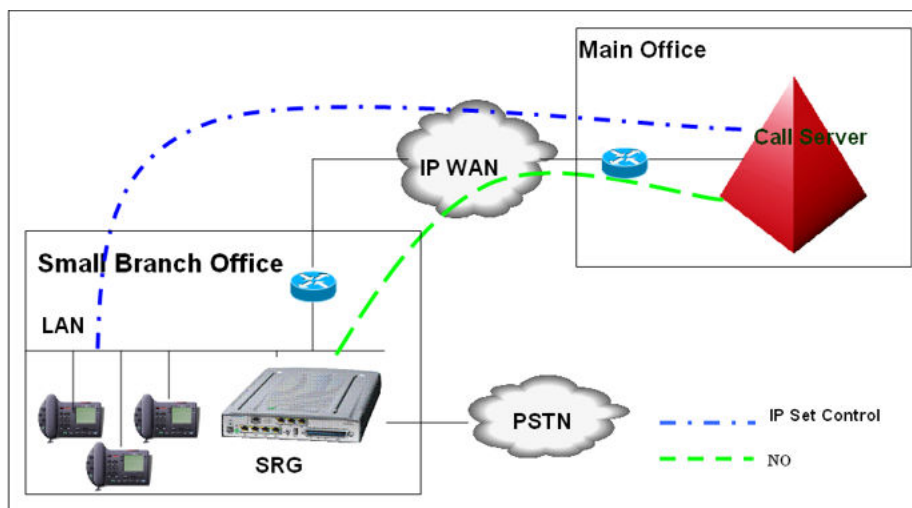 Main Office
Call Server
IP WAN
Small Branch Office
LAN
SRG
PSTN
IP Set Control
NO